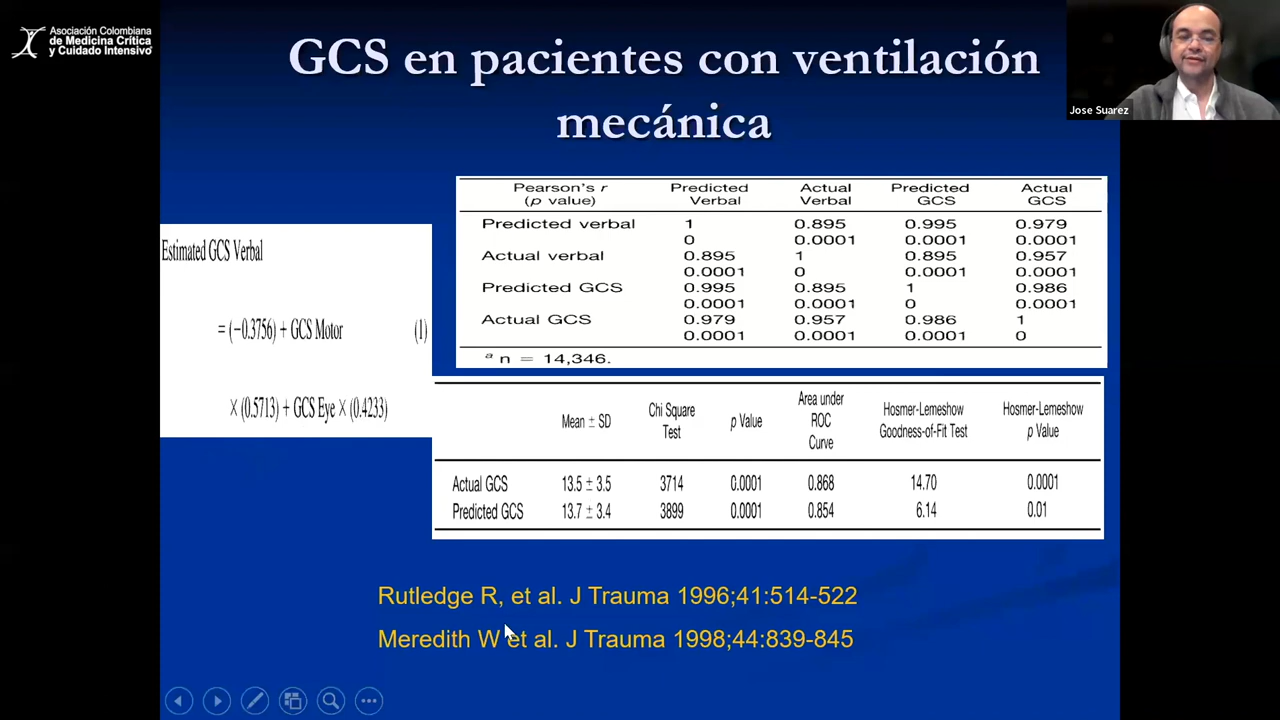 Asociación Colombiana
de Medicina Crítica
y Cuidado Intensivo
GCS en pacientes con ventilación
mecánica
Jose Suarez
Estimated GCS Verbal
= (−0.3756) + GCS Motor (1)
× (0.5713) + GCS Eye × (0.4233)
Pearson's r Predicted Actual Predicted Actual
(p value) Verbal Verbal GCS GCS
Predicted verbal 1 0.895 0.995 0.979
0 0.0001 0.0001 0.0001
Actual verbal 0.895 1 0.895 0.957
0.0001 0 0.0001 0.0001
Predicted GCS 0.995 0.895 1 0.986
0.0001 0.0001 0 0.0001
Actual GCS 0.979 0.957 0.986 1
0.0001 0.0001 0.0001 0
a n = 14,346.
Area under
Mean ± SD Chi Square p Value ROC Hosmer-Lemeshow Hosmer-Lemeshow
Test Curve Goodness-of-Fit Test p Value
Actual GCS 13.5 ± 3.5 3714 0.0001 0.868 14.70 0.0001
Predicted GCS 13.7 ± 3.4 3899 0.0001 0.854 6.14 0.01
Rutledge R, et al. J Trauma 1996;41:514-522
Meredith W et al. J Trauma 1998;44:839-845